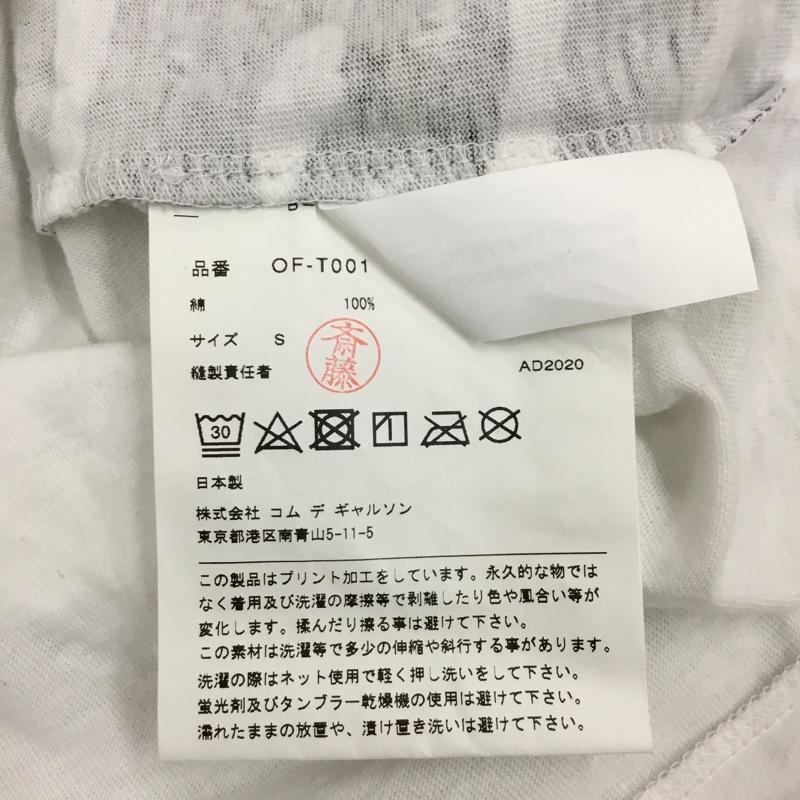 品番 OF-T001
綿 100%
サイズ S
斎藤
縫製責任者 AD2020
30
日本製
株式会社 コム デ ギャルソン
東京都港区南青山5-11-5
この製品はプリント加工をしています。永久的な物では
なく着用及び洗濯の摩擦等で剥離したり色や風合い等が
変化します。揉んだり擦る事は避けて下さい。
この素材は洗濯等で多少の伸縮や斜行する事があります。
洗濯の際はネット使用で軽く押し洗いをして下さい。
蛍光剤及びタンブラー乾燥機の使用は避けて下さい。
濡れたままの放置や、漬け置き洗いは避けて下さい。